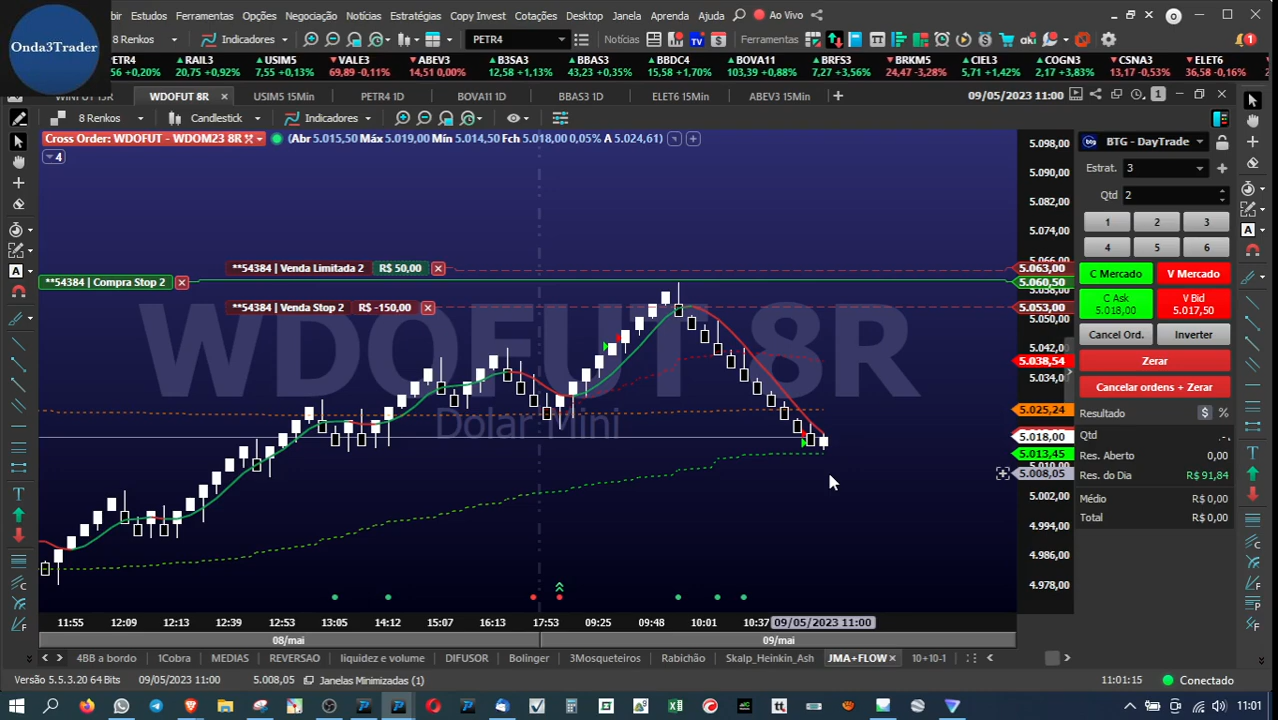 Onda3Trader
bir Estudos Ferramentas Opções Negociação Notícias Estratégias Copy Invest Cotações Desktop Janela Aprenda Ajuda Ao Vivo
8 Renkos Indicadores PETR4 Notícias Ferramentas
PETR4 RAIL3 USIM5 VALE3 ABEV3 B3SA3 BBAS3 BBDC4 BOVA11 BRFS3 BRKM5 CIEL3 COGN3 CSNA3 ELET6
,56 +0,20% 20,75 +0,92% 7,55 +0,13% 69,89 -0,11% 14,51 0,00% 12,58 +1,13% 43,23 +0,35% 15,58 +1,70% 103,39 +0,88% 7,27 +3,56% 24,47 -3,28% 5,71 +1,42% 2,17 +3,83% 13,17 -0,53% 36,58 -0,16%
WINFUT 15R WDOFUT 8R USIM5 15Min PETR4 1D BOVA11 1D BBAS3 1D ELET6 15Min ABEV3 15Min 09/05/2023 11:00 1
8 Renkos Candlestick Indicadores
Cross Order: WDOFUT - WDOM23 8R (Abr 5.015,50 Máx 5.019,00 Mín 5.014,50 Fch 5.018,00 0,05% A 5.024,61)
4
WDOFUT 8R
Dolar Mini
**54384 | Venda Limitada 2 R$ 50,00
**54384 | Compra Stop 2
**54384 | Venda Stop 2 R$ -150,00
5.098,00
5.090,00
5.082,00
5.074,00
5.063,00
5.060,50
5.053,00
5.050,00
5.042,00
5.038,54
5.034,00
5.025,24
5.018,00
5.013,45
5.008,05
5.002,00
4.994,00
4.986,00
4.978,00
11:55 12:09 12:13 12:39 12:53 13:05 14:12 15:07 16:13 17:53 09:25 09:48 10:01 10:37 09/05/2023 11:00
08/mai 09/mai
BTG - DayTrade
Estrat. 3
Qtd 2
1 2 3
4 5 6
C Mercado V Mercado
C Ask V Bid
5.018,00 5.017,50
Cancelar Ord. Inverter
Zerar
Cancelar ordens + Zerar
Resultado $ %
Qtd
Res. Aberto 0,00
Res. do Dia R$ 91,84
Médio R$ 0,00
Total R$ 0,00
4BB a bordo 1Cobra MEDIAS REVERSAO liquidez e volume DIFUSOR Bolinger 3Mosqueteiros Rabichão Skalp_Heinkin_Ash JMA+FLOW 10+10-1
Versão 5.5.3.20 64 Bits 09/05/2023 11:00 5.008,05 Janelas Minimizadas (1) 11:01:15 Conectado
11:01